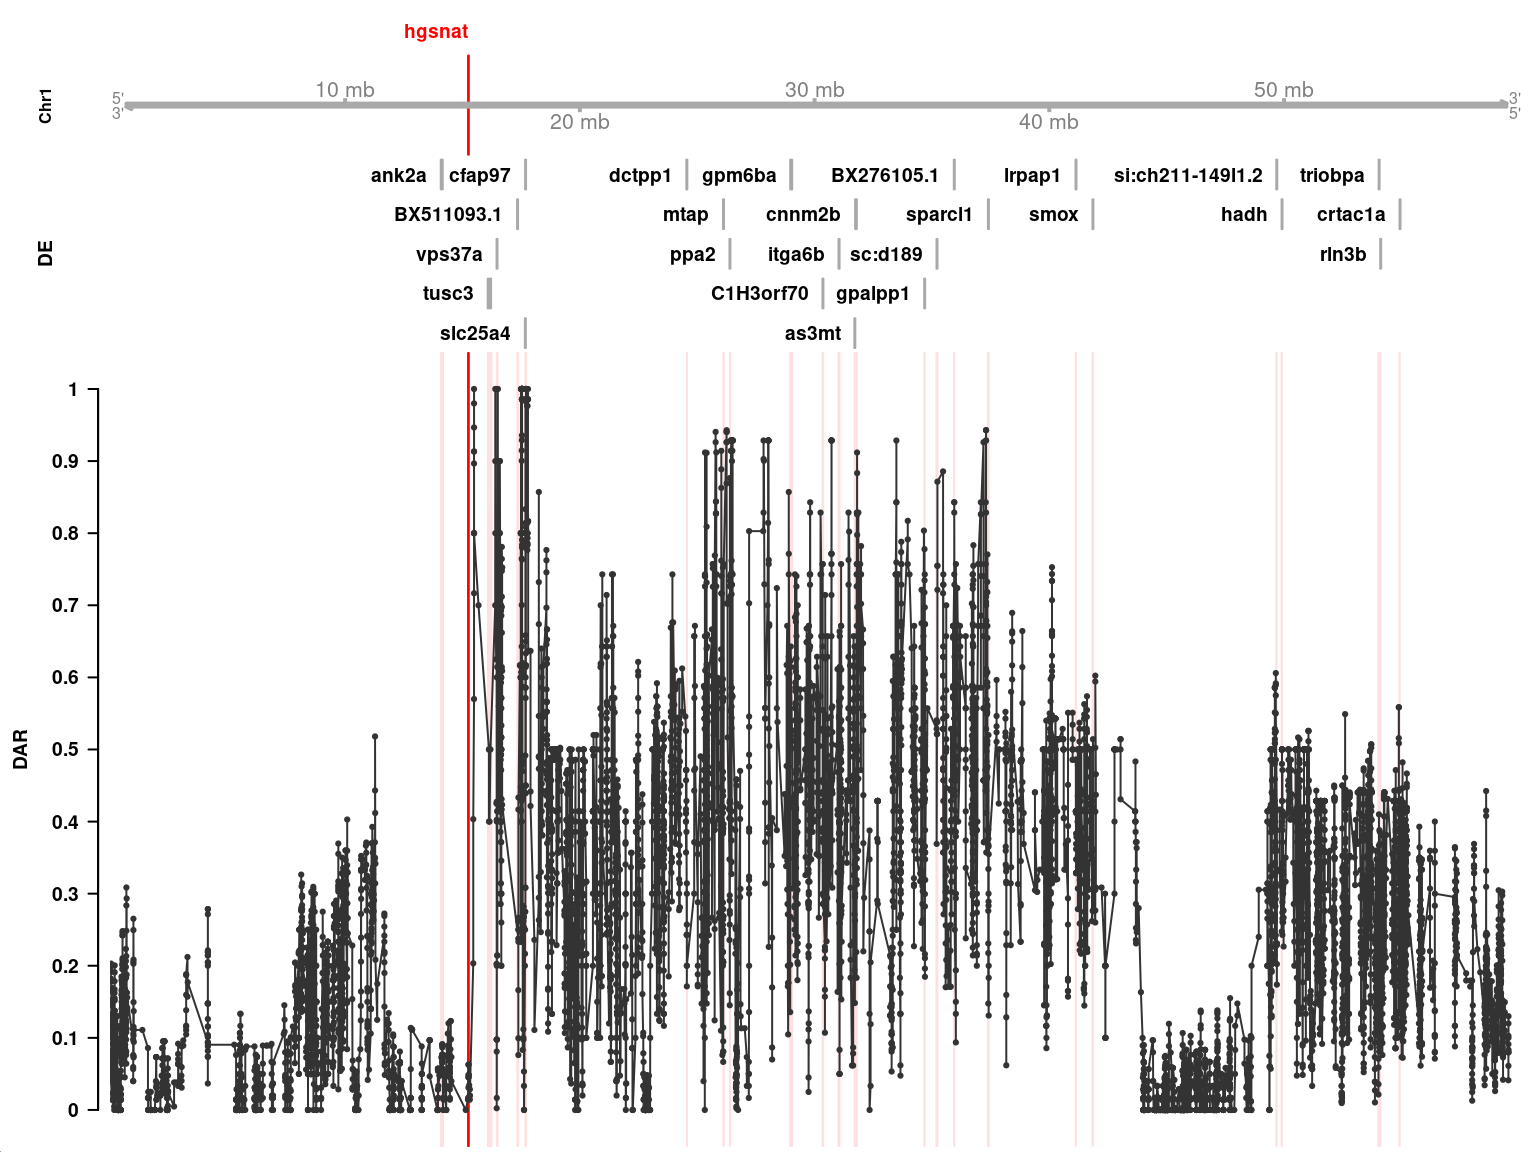 hgsnat
10 mb 30 mb 50 mb
5' 3'
3' 5'
Chr1
20 mb 40 mb
ank2a cfap97 dctpp1 gpm6ba BX276105.1 lrpap1 si:ch211-149l1.2 triobpa
BX511093.1 mtap cnnm2b sparcl1 smox hadh crtac1a
DE
vps37a ppa2 itga6b sc:d189 rln3b
tusc3 C1H3orf70 gpalpp1
slc25a4 as3mt
1
0.9
0.8
0.7
0.6
0.5
DAR
0.4
0.3
0.2
0.1
0